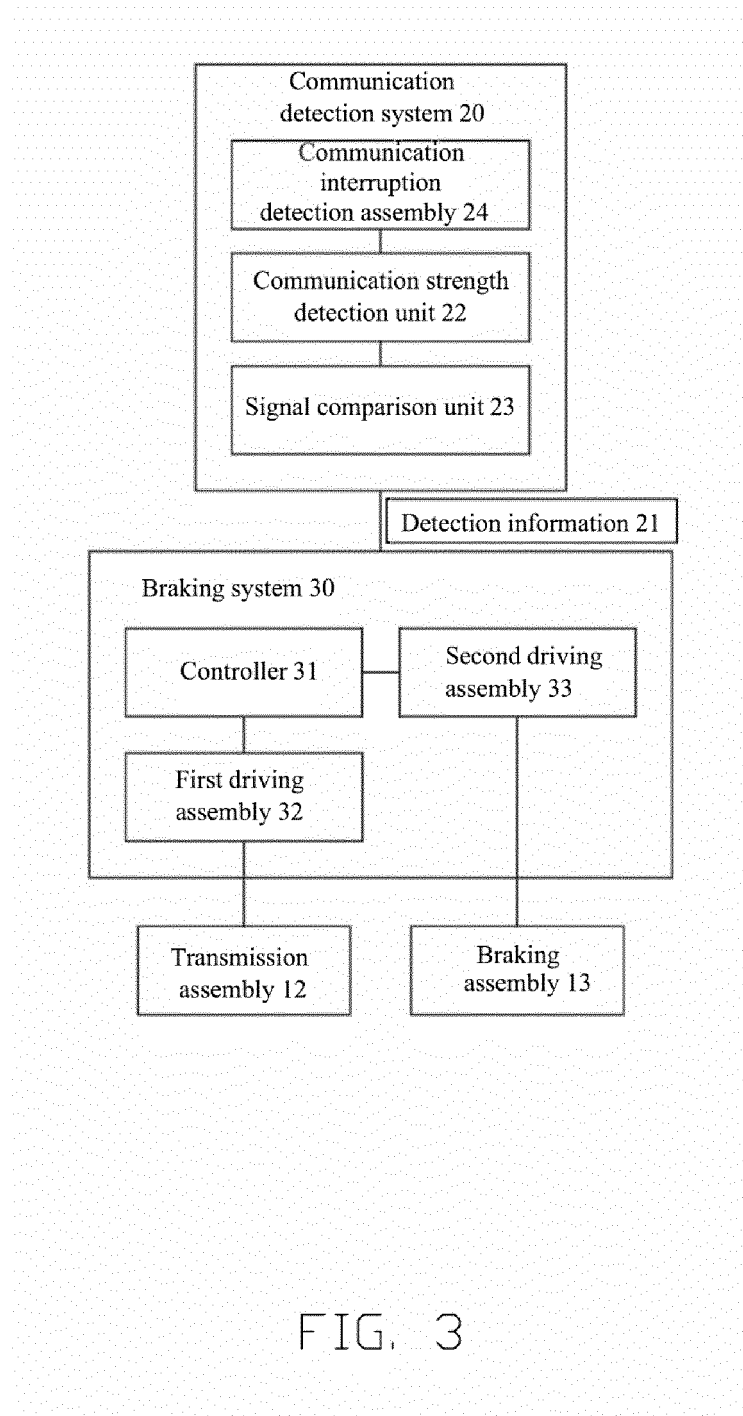 Communication
detection system 20
Communication
interruption
detection assembly 24
Communication strength
detection unit 22
Signal comparison unit 23
Detection information 21
Braking system 30
Controller 31
Second driving
assembly 33
First driving
assembly 32
Transmission
assembly 12
Braking
assembly 13
FIG. 3